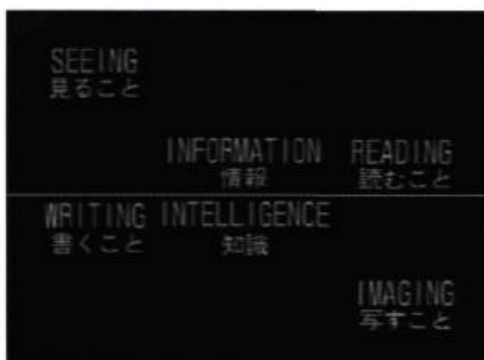 SEEING
見ること
INFORMATION READING
情報 読むこと
WRITING INTELLIGENCE
書くこと 知識
IMAGING
写すこと